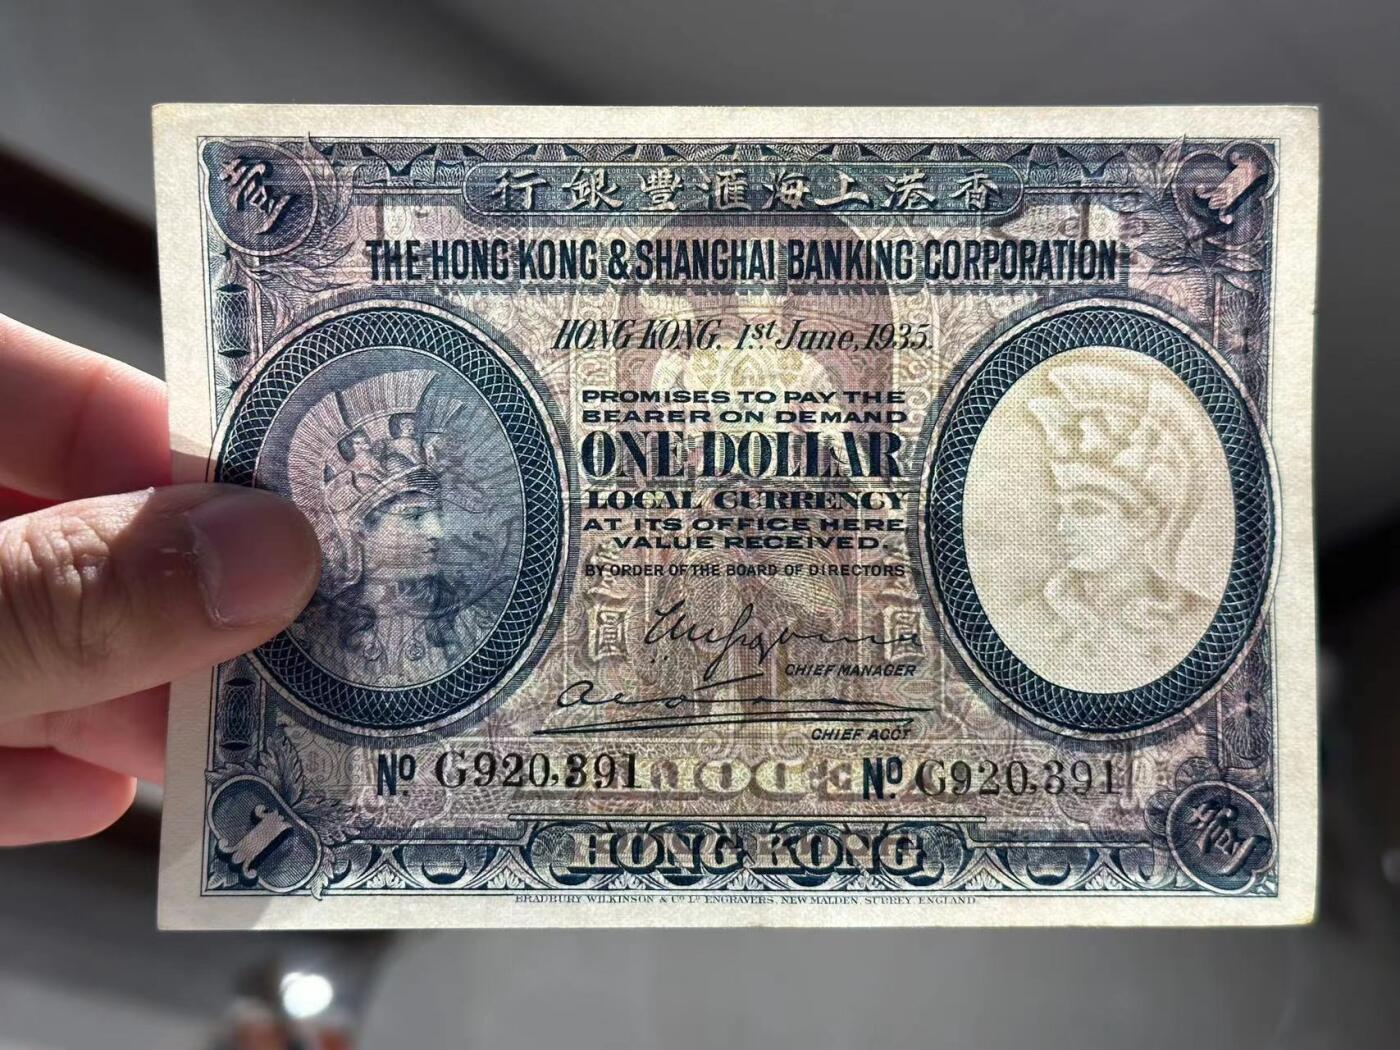 行銀豐滙海上港香
THE HONG KONG & SHANGHAI BANKING CORPORATION
HONG KONG. 1st June, 1935.
PROMISES TO PAY THE
BEARER ON DEMAND
ONE DOLLAR
LOCAL CURRENCY
AT ITS OFFICE HERE
VALUE RECEIVED.
BY ORDER OF THE BOARD OF DIRECTORS
CHIEF MANAGER
CHIEF ACCT
No. G920,391 No. G920,391
1 HONG KONG
BRADBURY WILKINSON & Co. Ld. ENGRAVERS, NEW MALDEN, SURREY, ENGLAND